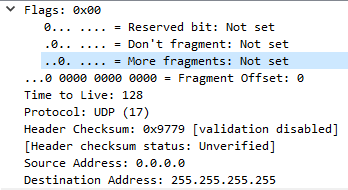 Flags: 0x00
0... .... = Reserved bit: Not set
.0.. .... = Don't fragment: Not set
..0. .... = More fragments: Not set
...0 0000 0000 0000 = Fragment Offset: 0
Time to Live: 128
Protocol: UDP (17)
Header Checksum: 0x9779 [validation disabled]
[Header checksum status: Unverified]
Source Address: 0.0.0.0
Destination Address: 255.255.255.255